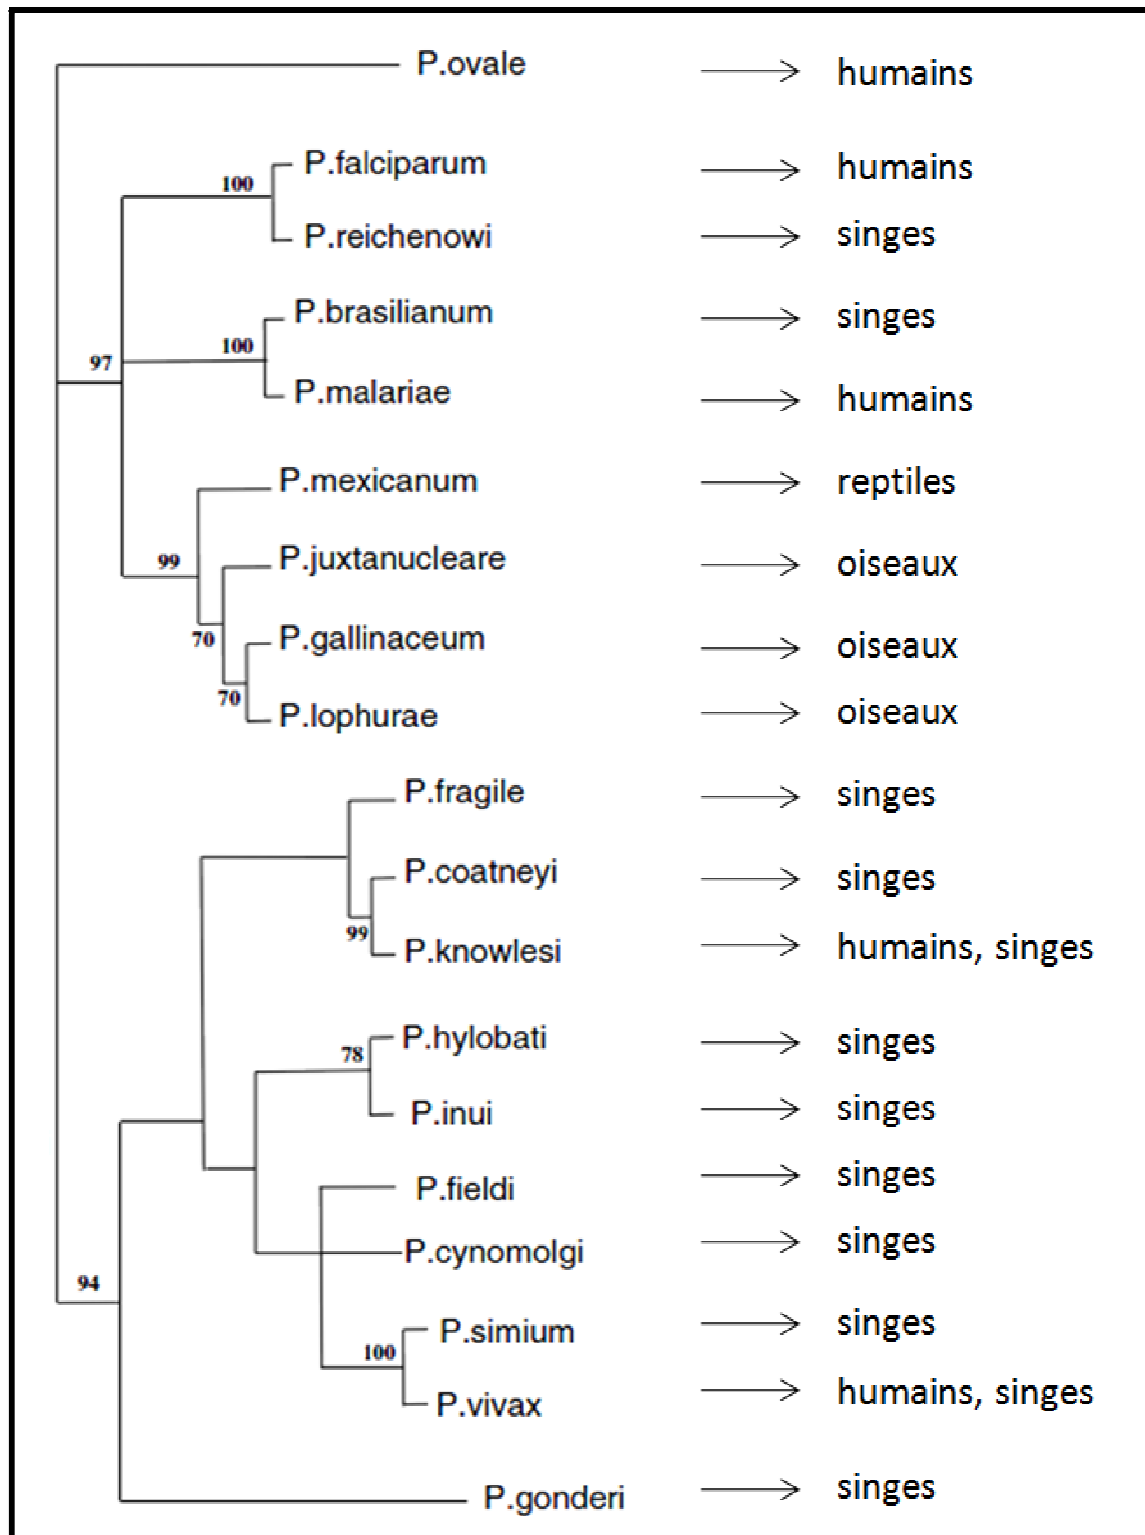 P.ovale humains
P.falciparum humains
100
P.reichenowi singes
P.brasilianum singes
100
97
P.malariae humains
P.mexicanum reptiles
99
P.juxtanucleare oiseaux
70
P.gallinaceum oiseaux
70
P.lophurae oiseaux
P.fragile singes
P.coatneyi singes
99
P.knowlesi humains, singes
P.hylobati singes
78
P.inui singes
P.fieldi singes
P.cynomolgi singes
94
P.simium singes
100
P.vivax humains, singes
P.gonderi singes